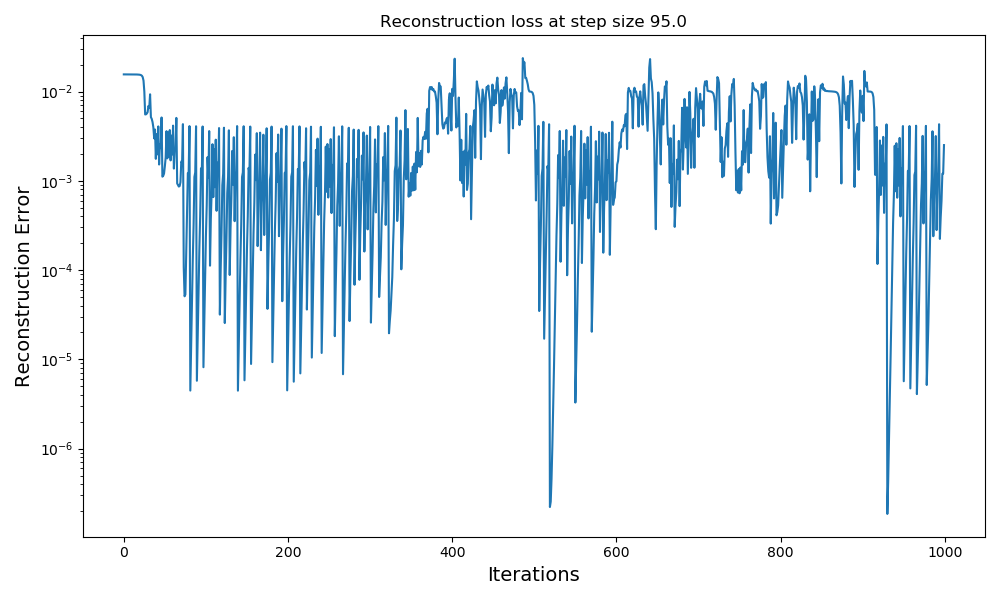 Reconstruction loss at step size 95.0
Reconstruction Error
10⁻²
10⁻³
10⁻⁴
10⁻⁵
10⁻⁶
0 200 400 600 800 1000
Iterations